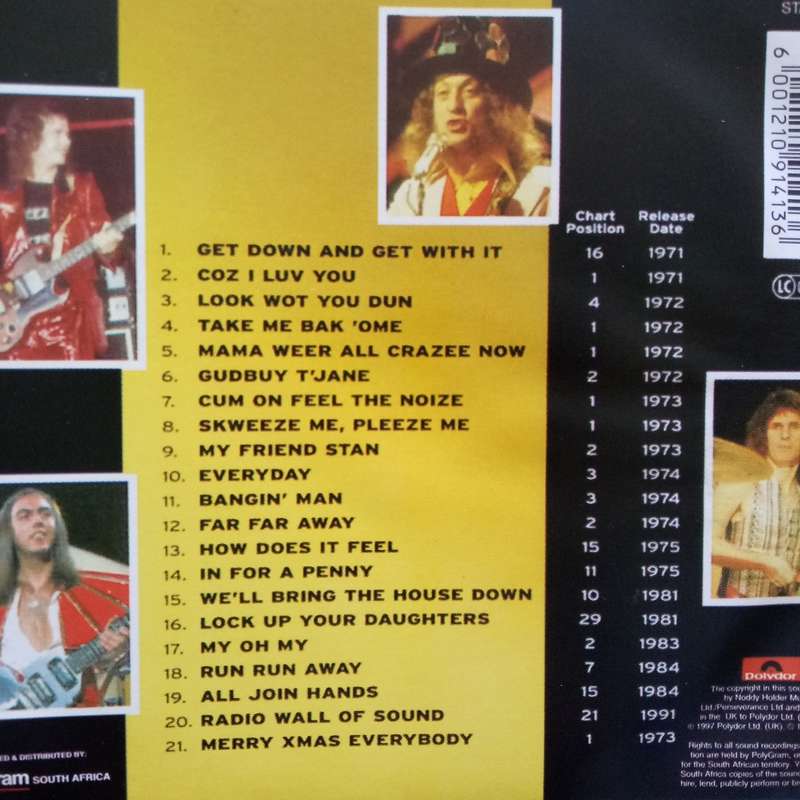 ST
6 001210 914136
LC
Chart Position Release Date
1. GET DOWN AND GET WITH IT 16 1971
2. COZ I LUV YOU 1 1971
3. LOOK WOT YOU DUN 4 1972
4. TAKE ME BAK 'OME 1 1972
5. MAMA WEER ALL CRAZEE NOW 1 1972
6. GUDBUY T'JANE 2 1972
7. CUM ON FEEL THE NOIZE 1 1973
8. SKWEEZE ME, PLEEZE ME 1 1973
9. MY FRIEND STAN 2 1973
10. EVERYDAY 3 1974
11. BANGIN' MAN 3 1974
12. FAR FAR AWAY 2 1974
13. HOW DOES IT FEEL 15 1975
14. IN FOR A PENNY 11 1975
15. WE'LL BRING THE HOUSE DOWN 10 1981
16. LOCK UP YOUR DAUGHTERS 29 1981
17. MY OH MY 2 1983
18. RUN RUN AWAY 7 1984
19. ALL JOIN HANDS 15 1984
20. RADIO WALL OF SOUND 21 1991
21. MERRY XMAS EVERYBODY 1 1973
Polydor
The copyright in this sou
by Noddy Holder Mu
Ltd./Perseverance Ltd and
in the UK to Polydor Ltd. (
℗ 1997 Polydor Ltd. (UK). ©
Rights to all sound recordings
tion are held by PolyGram,
for the South African territory.
South Africa copies of the soun
hire, lend, publicly perform or br
ED & DISTRIBUTED BY:
ram SOUTH AFRICA